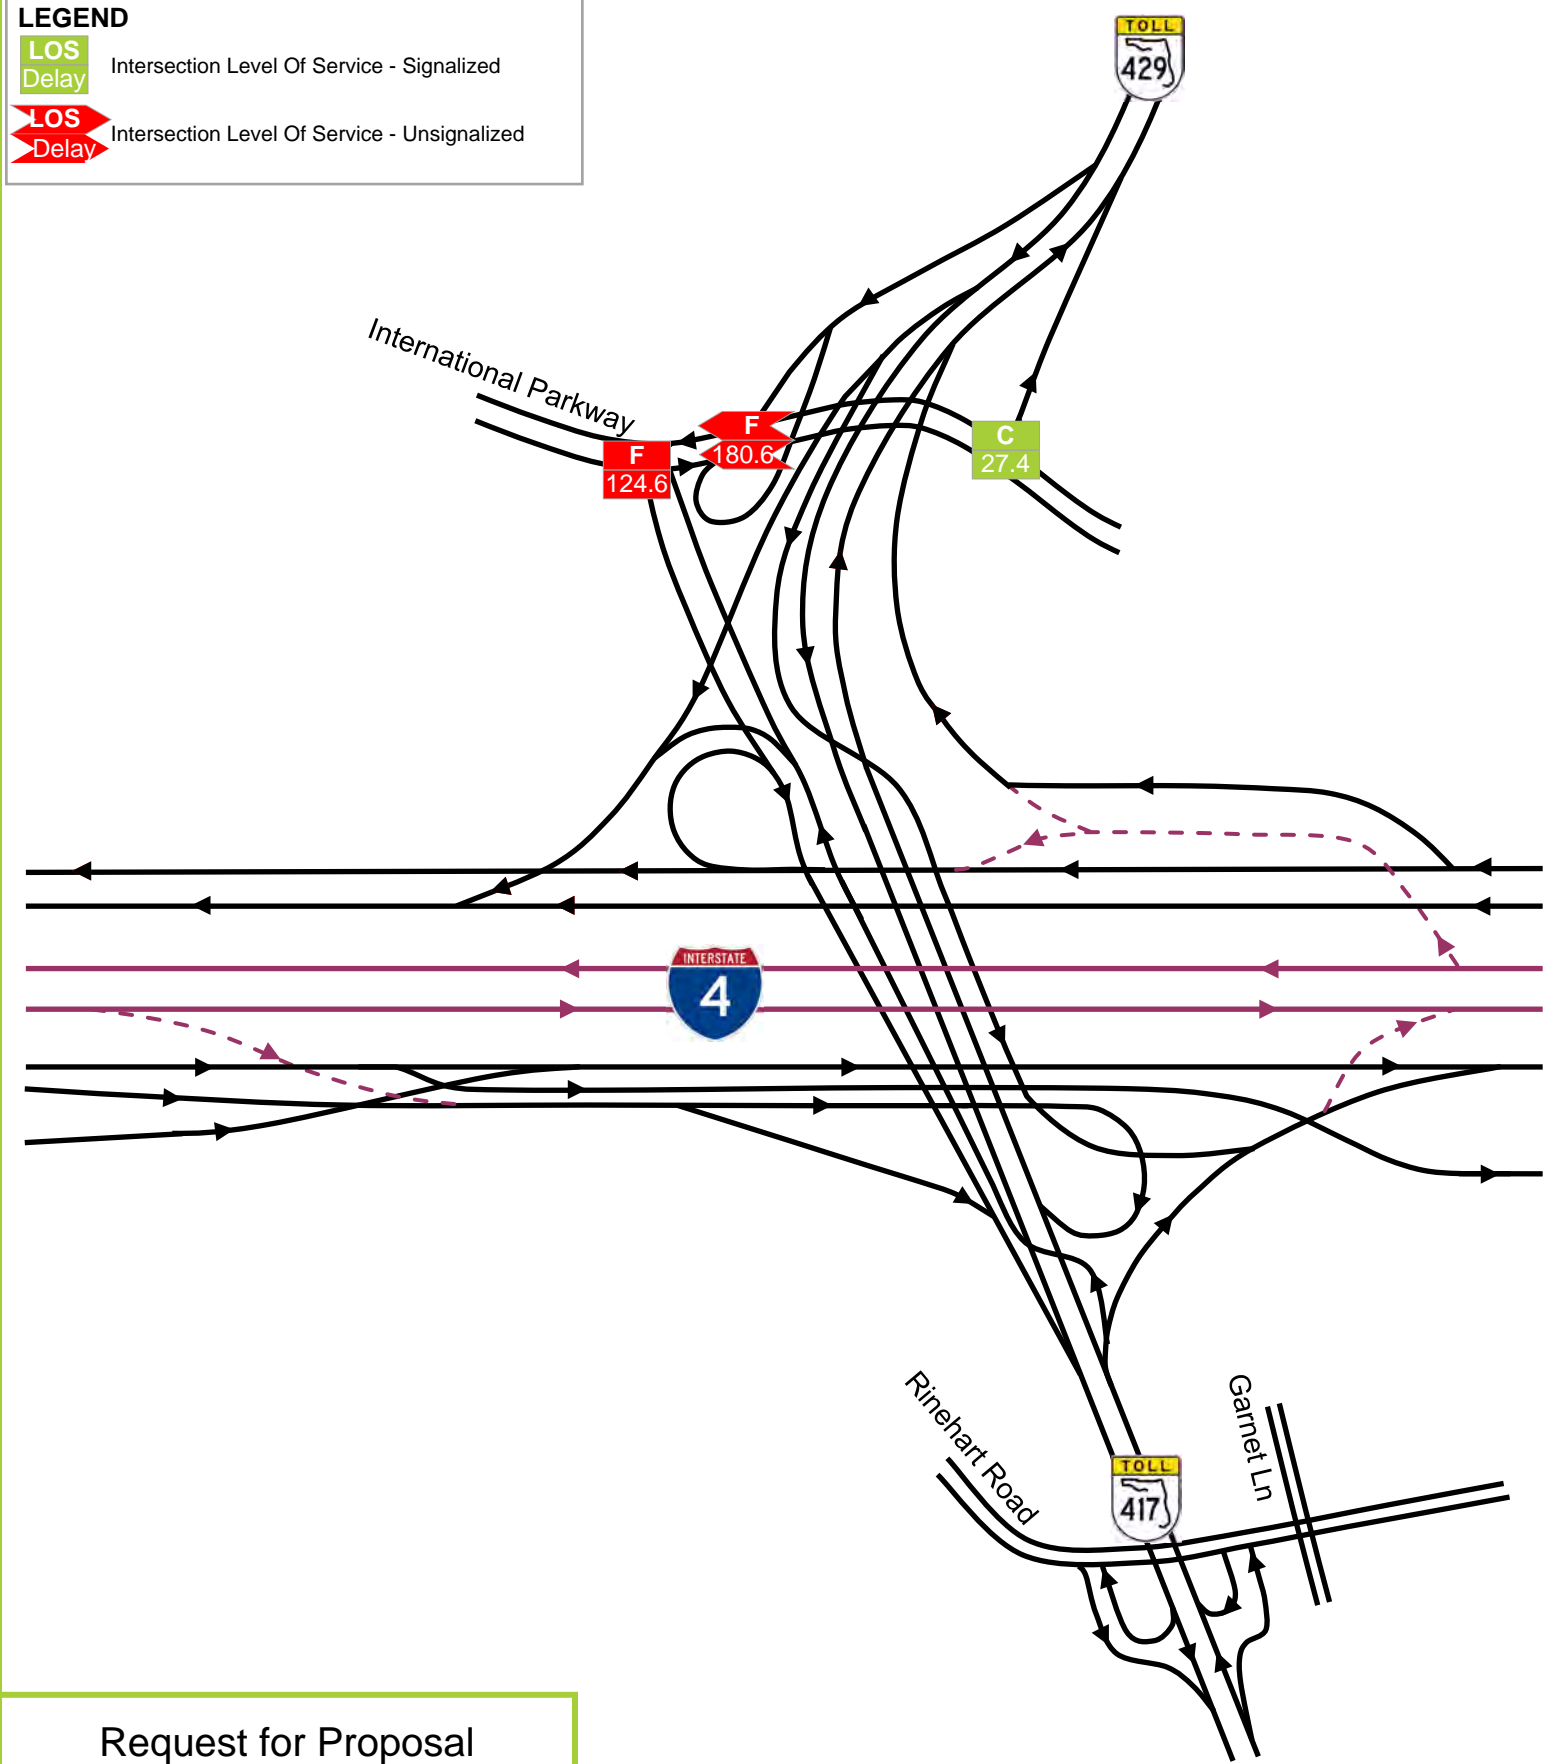 LEGEND
LOS
Delay
Intersection Level Of Service - Signalized
LOS
Delay
Intersection Level Of Service - Unsignalized
TOLL
429
International Parkway
F
180.6
F
124.6
C
27.4
INTERSTATE
4
Rinehart Road
Garnet Ln
TOLL
417
Request for Proposal